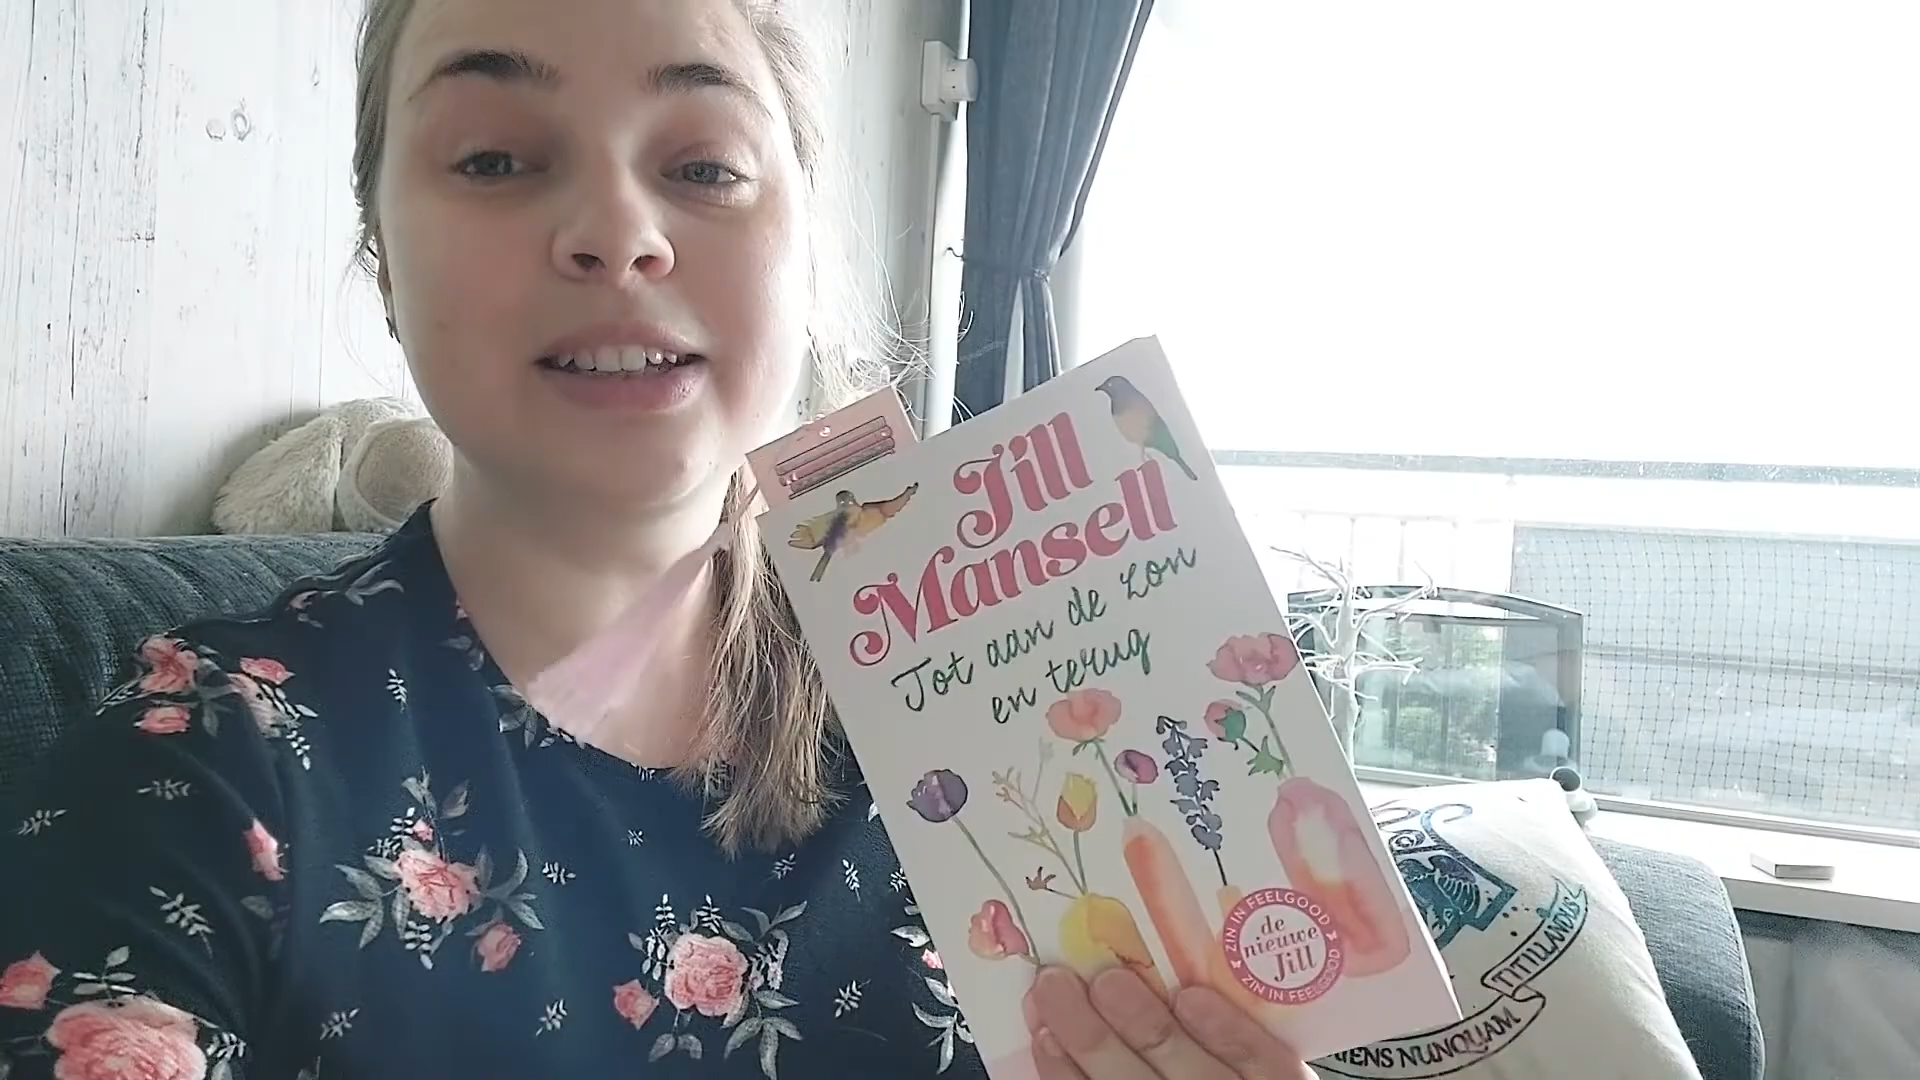 Jill
Mansell
Tot aan de zon
en terug
ZIN IN FEELGOOD
de
nieuwe
Jill
ZIN IN FEELGOOD
TITILLANDUS
NUNQUAM